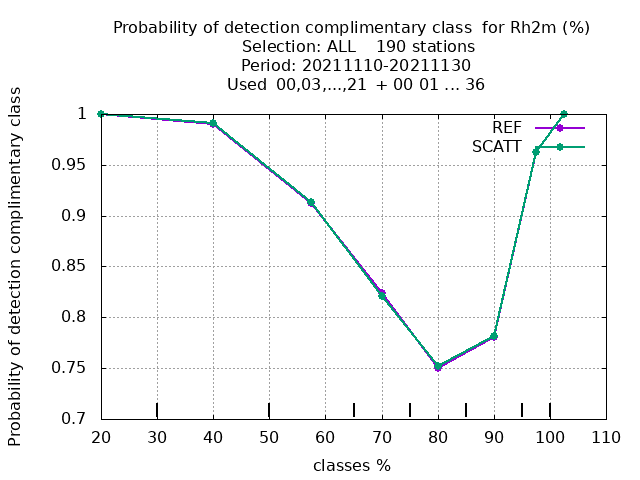 Probability of detection complimentary class  for Rh2m (%)
Selection: ALL    190 stations
Period: 20211110-20211130
Used  00,03,...,21  + 00 01 ... 36
Probability of detection complimentary class
REF
SCATT
1
0.95
0.9
0.85
0.8
0.75
0.7
20 30 40 50 60 70 80 90 100 110
classes %